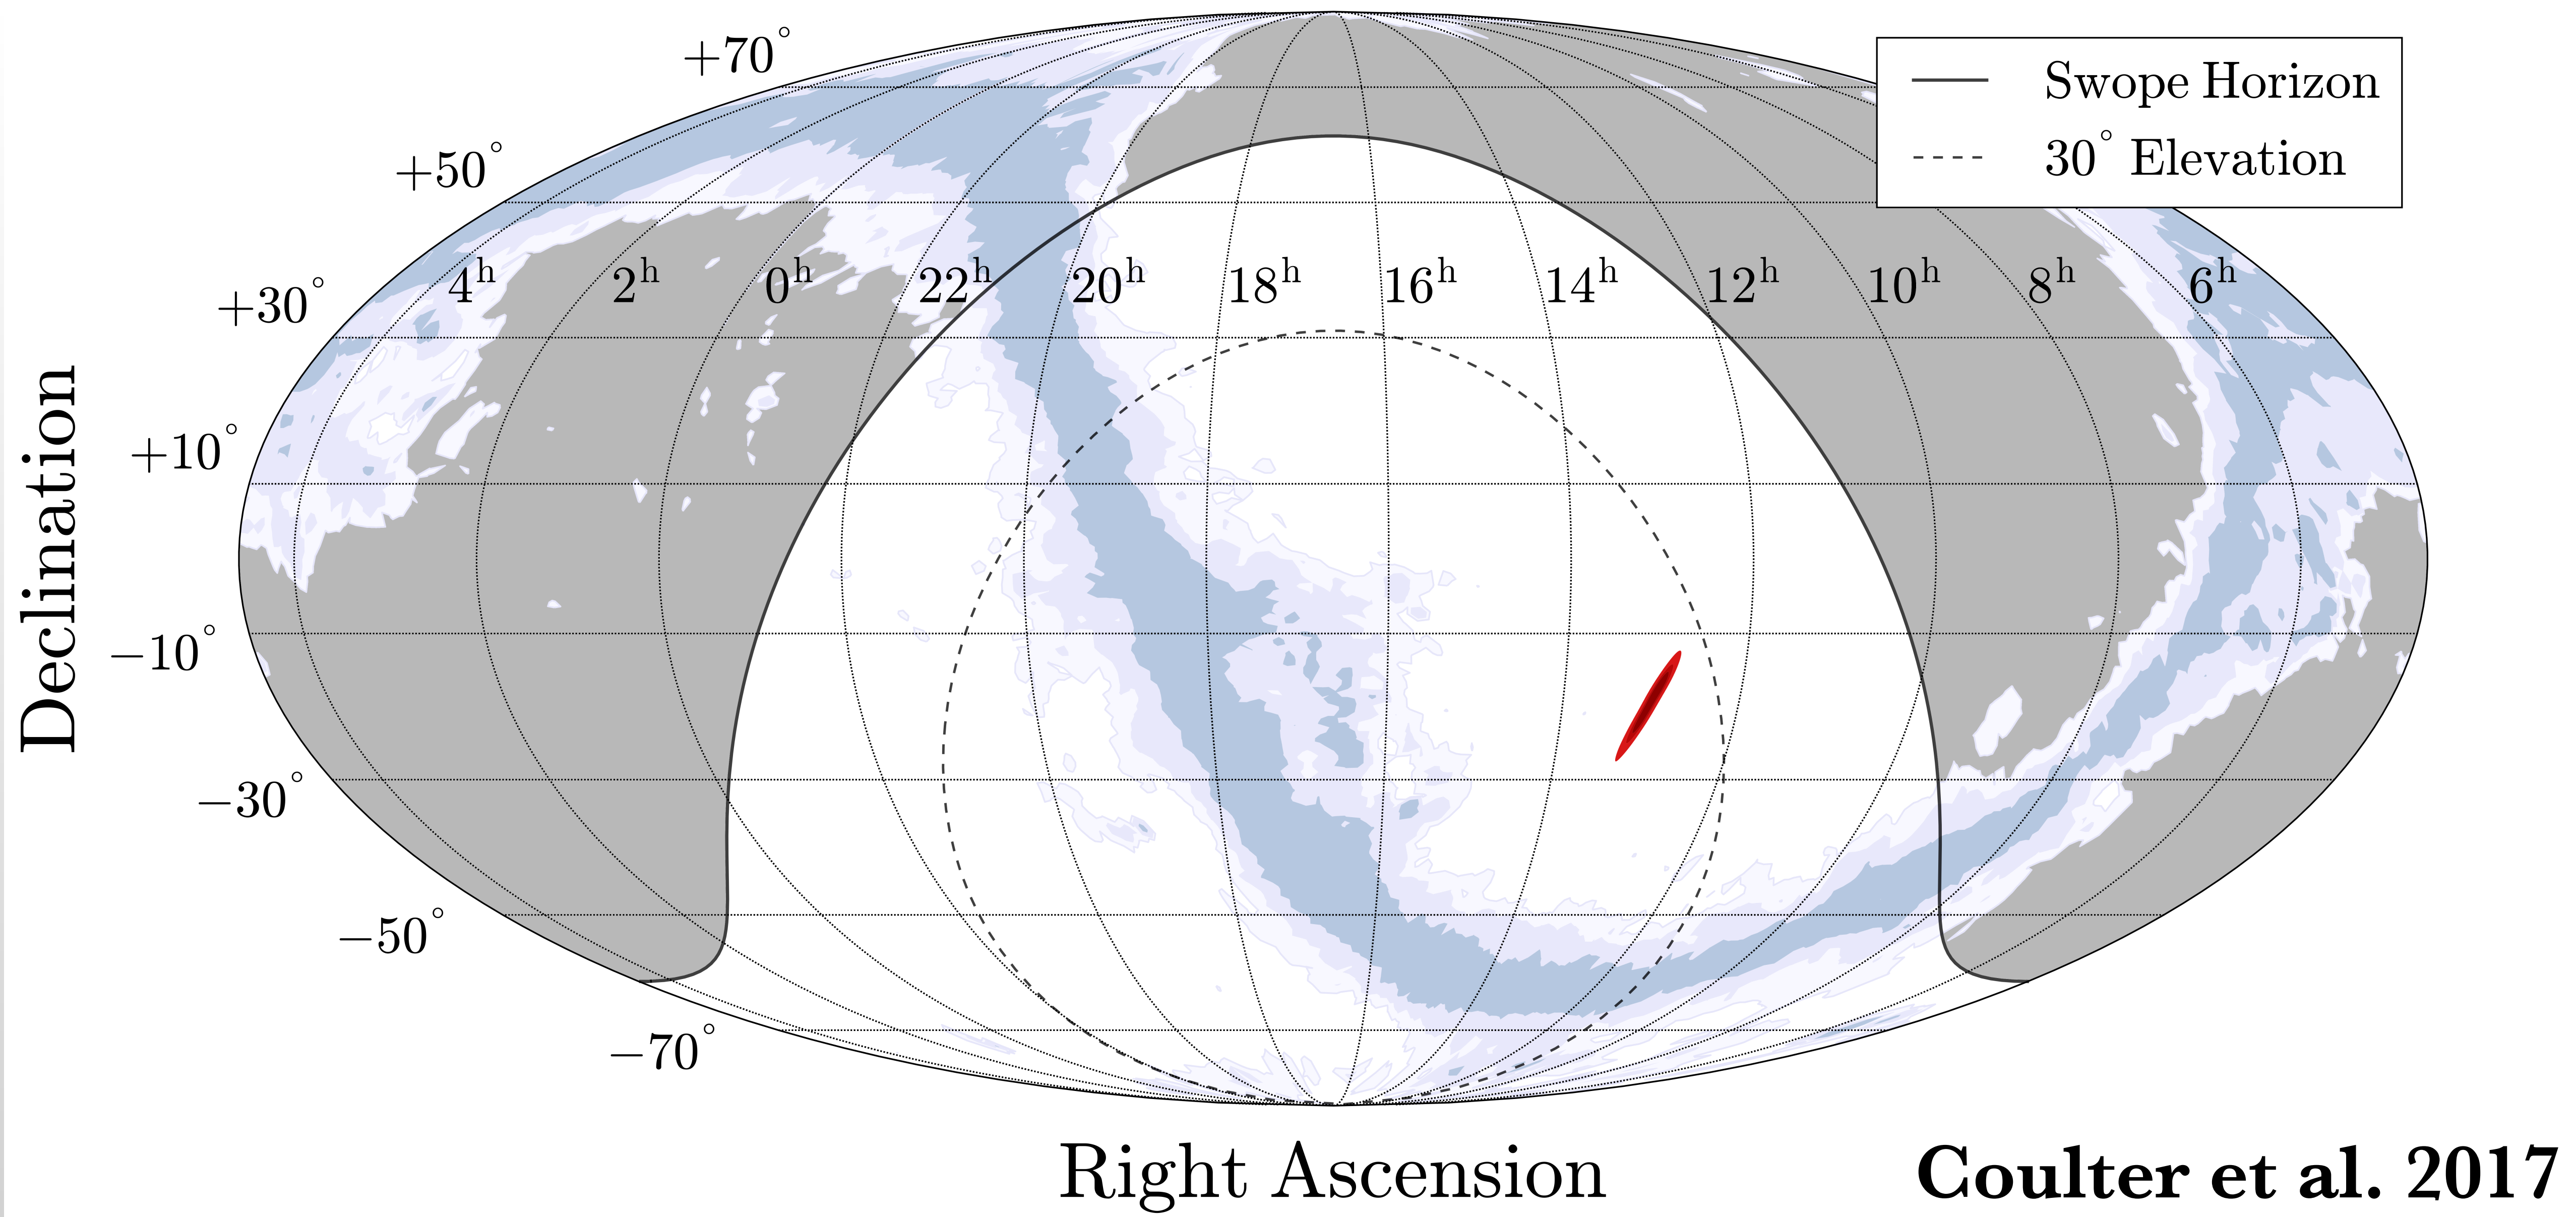 +70°
Swope Horizon
30° Elevation
+50°
+30°
4h 2h 0h 22h 20h 18h 16h 14h 12h 10h 8h 6h
+10°
Declination
−10°
−30°
−50°
−70°
Right Ascension
Coulter et al. 2017